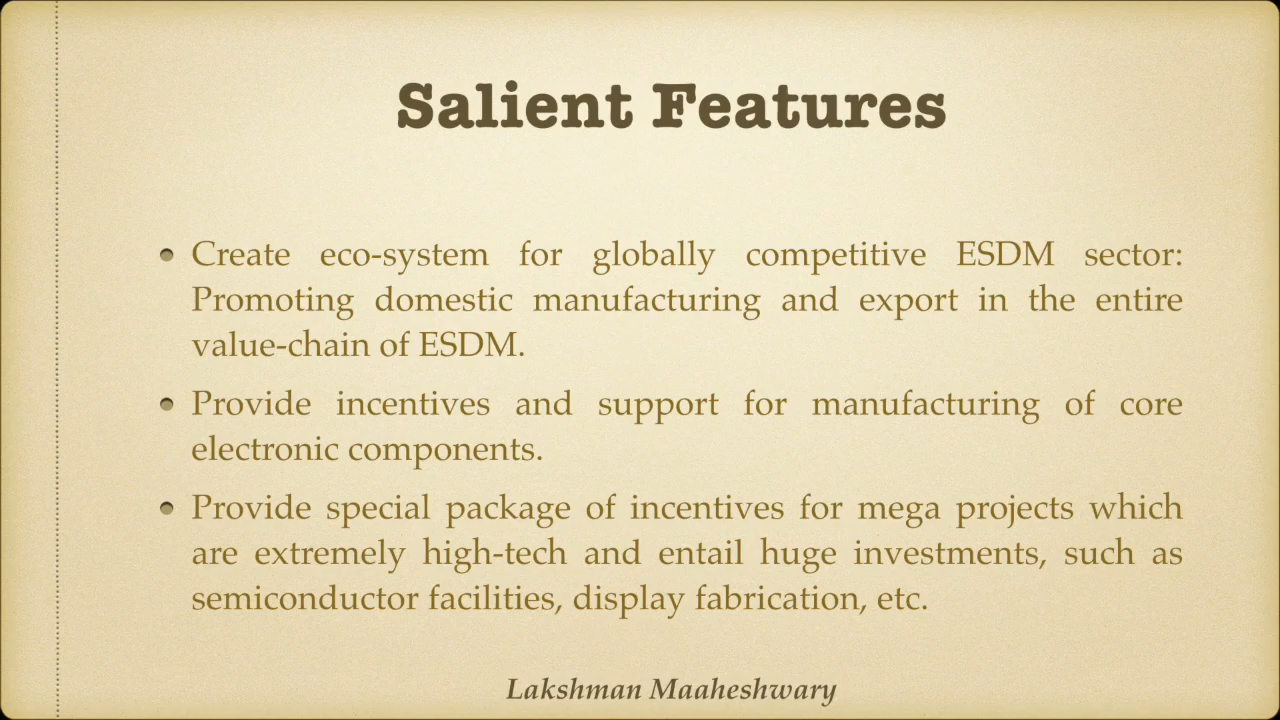 Salient Features
• Create eco-system for globally competitive ESDM sector:
Promoting domestic manufacturing and export in the entire
value-chain of ESDM.
• Provide incentives and support for manufacturing of core
electronic components.
• Provide special package of incentives for mega projects which
are extremely high-tech and entail huge investments, such as
semiconductor facilities, display fabrication, etc.
Lakshman Maaheshwary